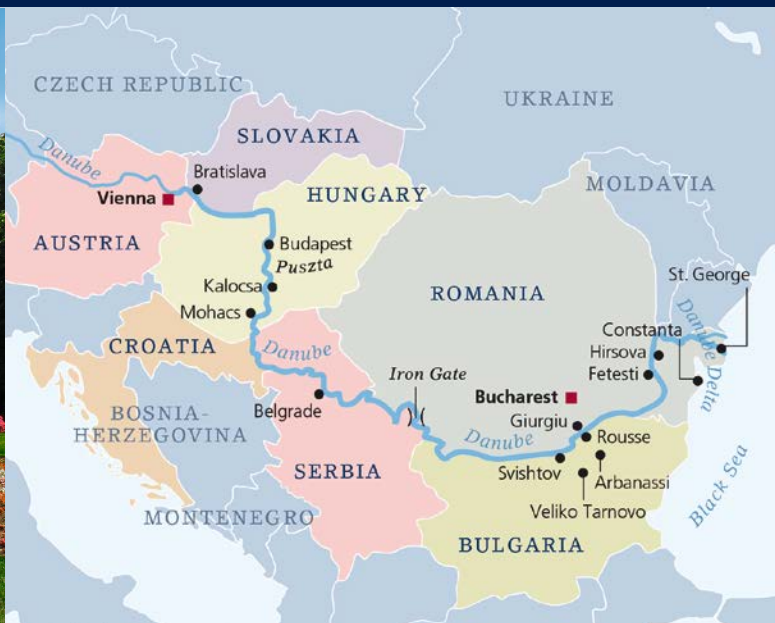 CZECH REPUBLIC
UKRAINE
SLOVAKIA
Danube
Bratislava
MOLDAVIA
Vienna
HUNGARY
AUSTRIA
Budapest
Puszta
St. George
Kalocsa
ROMANIA
Mohacs
Constanta
Danube Delta
CROATIA
Danube
Hirsova
Iron Gate
Fetesti
Bucharest
Belgrade
BOSNIA-
HERZEGOVINA
Giurgiu
Danube
Rousse
SERBIA
Svishtov
Arbanassi
Black Sea
Veliko Tarnovo
MONTENEGRO
BULGARIA